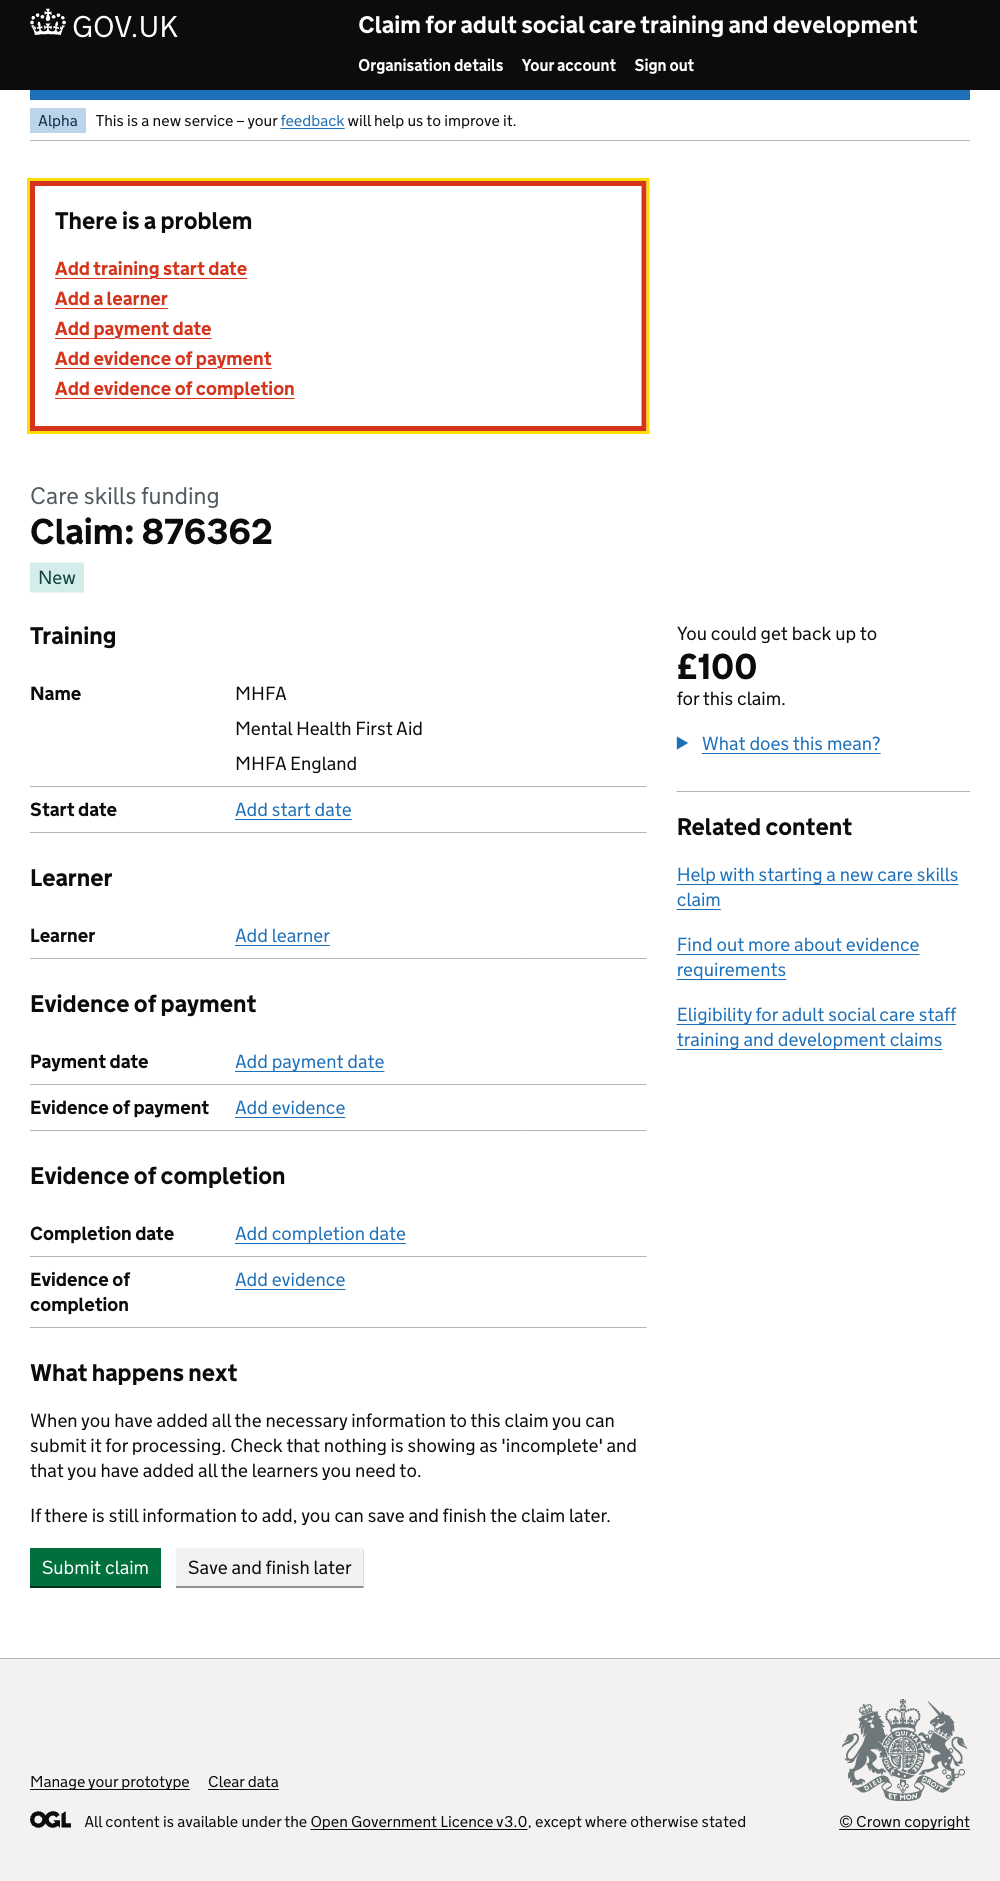 GOV.UK
Claim for adult social care training and development
Organisation details Your account Sign out
Alpha This is a new service – your feedback will help us to improve it.
There is a problem
Add training start date
Add a learner
Add payment date
Add evidence of payment
Add evidence of completion
Care skills funding
Claim: 876362
New
Training
Name MHFA
Mental Health First Aid
MHFA England
Start date Add start date
Learner
Learner Add learner
Evidence of payment
Payment date Add payment date
Evidence of payment Add evidence
Evidence of completion
Completion date Add completion date
Evidence of Add evidence
completion
What happens next
When you have added all the necessary information to this claim you can
submit it for processing. Check that nothing is showing as 'incomplete' and
that you have added all the learners you need to.
If there is still information to add, you can save and finish the claim later.
Submit claim Save and finish later
You could get back up to
£100
for this claim.
What does this mean?
Related content
Help with starting a new care skills
claim
Find out more about evidence
requirements
Eligibility for adult social care staff
training and development claims
Manage your prototype Clear data
OGL All content is available under the Open Government Licence v3.0, except where otherwise stated
DIEU ET MON DROIT
© Crown copyright